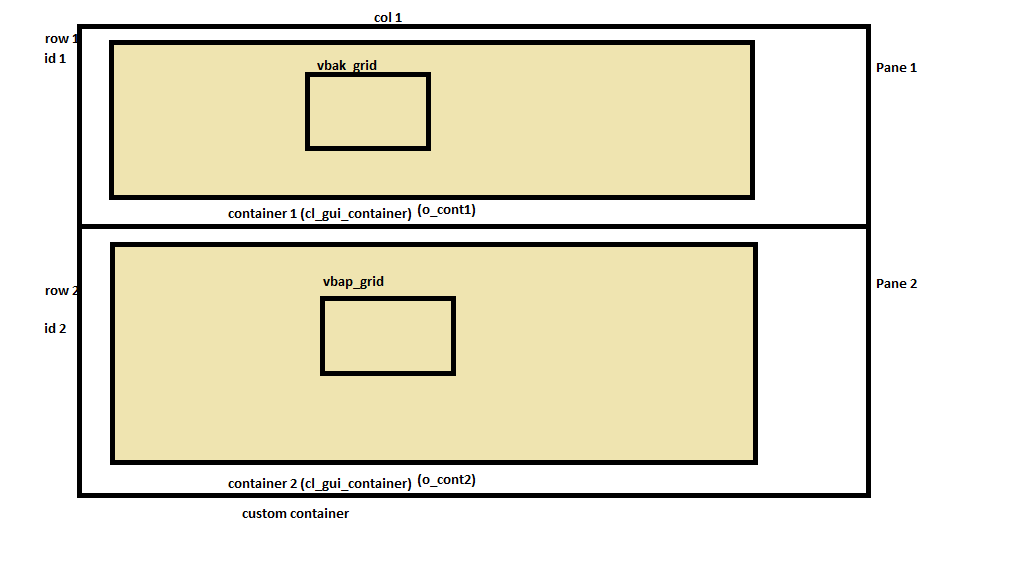 col 1
row 1
id 1
vbak_grid
Pane 1
container 1 (cl_gui_container) (o_cont1)
vbap_grid
row 2
Pane 2
id 2
container 2 (cl_gui_container) (o_cont2)
custom container